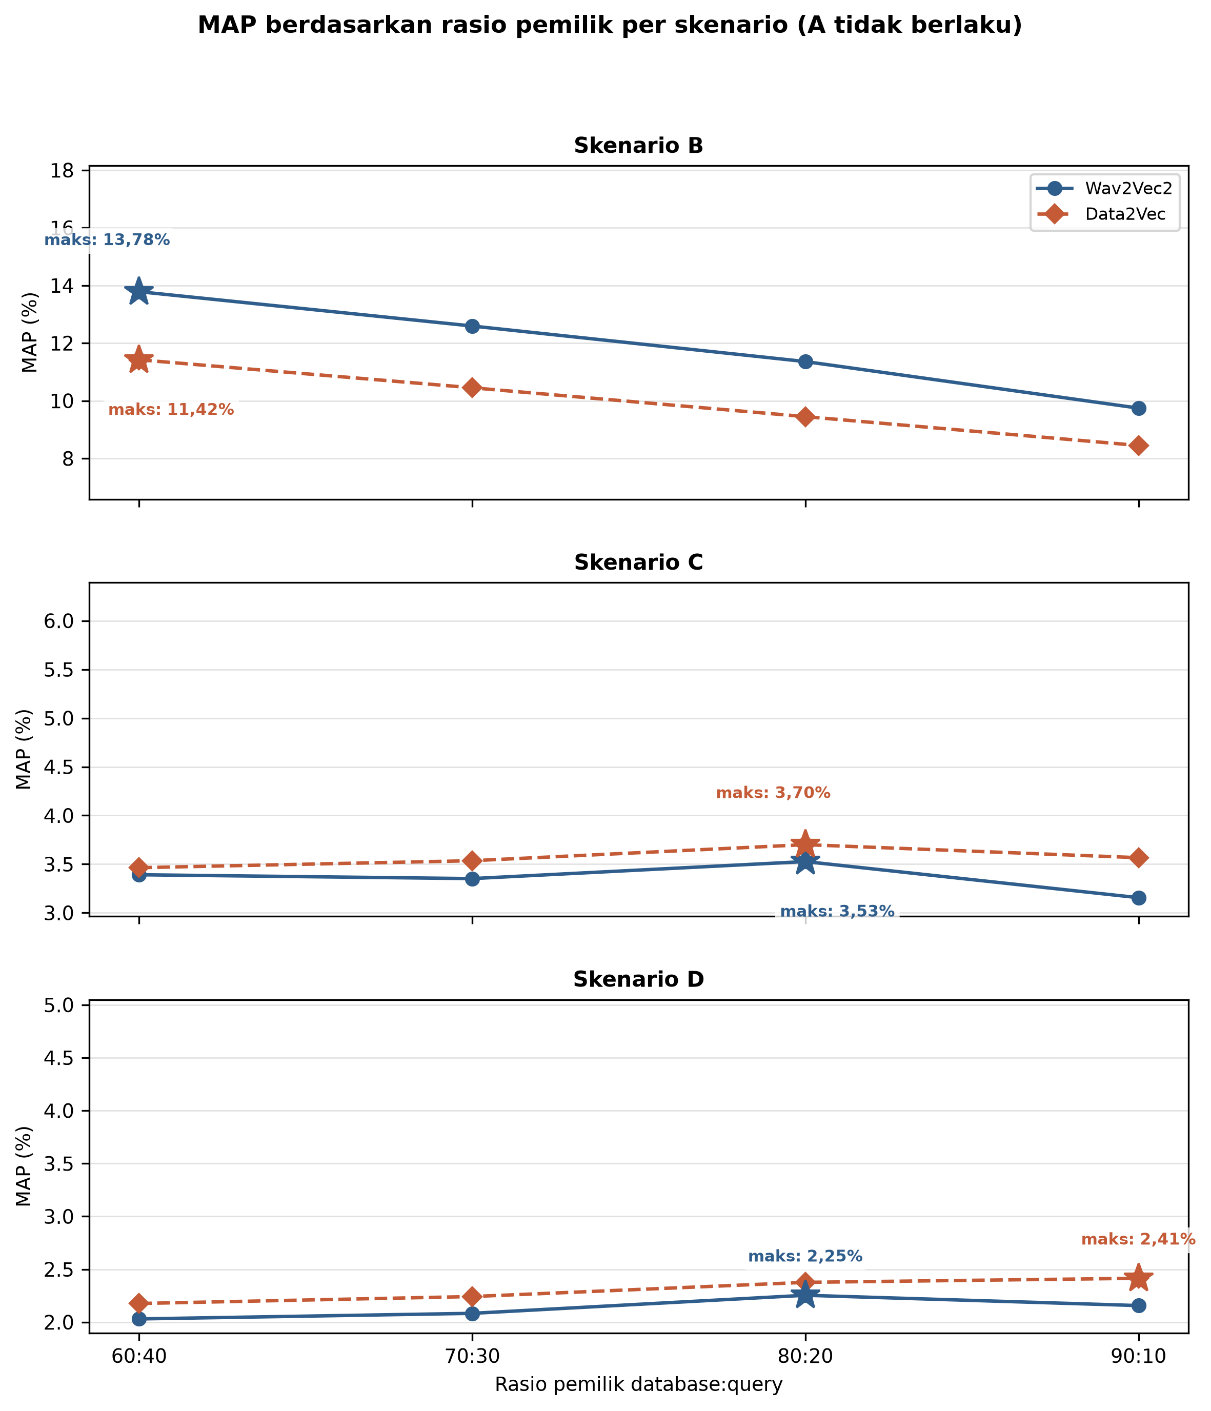 MAP berdasarkan rasio pemilik per skenario (A tidak berlaku)
Skenario B
MAP (%)
18
16
14
12
10
8
Wav2Vec2
Data2Vec
maks: 13,78%
maks: 11,42%
Skenario C
MAP (%)
6.0
5.5
5.0
4.5
4.0
3.5
3.0
maks: 3,70%
maks: 3,53%
Skenario D
MAP (%)
5.0
4.5
4.0
3.5
3.0
2.5
2.0
maks: 2,25%
maks: 2,41%
60:40 70:30 80:20 90:10
Rasio pemilik database:query